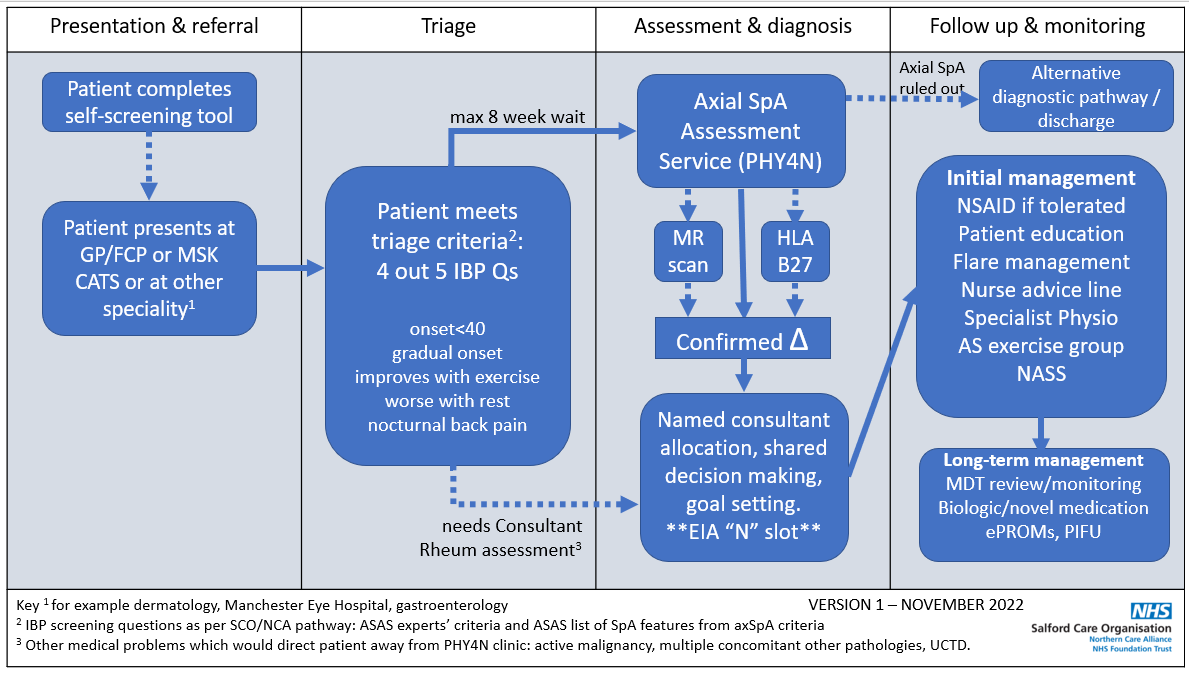 Presentation & referral
Triage
Assessment & diagnosis
Follow up & monitoring
Patient completes
self-screening tool
Patient presents at
GP/FCP or MSK
CATS or at other
speciality¹
max 8 week wait
Patient meets
triage criteria²:
4 out 5 IBP Qs
onset<40
gradual onset
improves with exercise
worse with rest
nocturnal back pain
needs Consultant
Rheum assessment³
Axial SpA
Assessment
Service (PHY4N)
MR
scan
HLA
B27
Confirmed Δ
Named consultant
allocation, shared
decision making,
goal setting.
**EIA “N” slot**
Axial SpA
ruled out
Alternative
diagnostic pathway /
discharge
Initial management
NSAID if tolerated
Patient education
Flare management
Nurse advice line
Specialist Physio
AS exercise group
NASS
Long-term management
MDT review/monitoring
Biologic/novel medication
ePROMs, PIFU
Key ¹ for example dermatology, Manchester Eye Hospital, gastroenterology
VERSION 1 – NOVEMBER 2022
² IBP screening questions as per SCO/NCA pathway: ASAS experts’ criteria and ASAS list of SpA features from axSpA criteria
³ Other medical problems which would direct patient away from PHY4N clinic: active malignancy, multiple concomitant other pathologies, UCTD.
NHS
Salford Care Organisation
Northern Care Alliance
NHS Foundation Trust